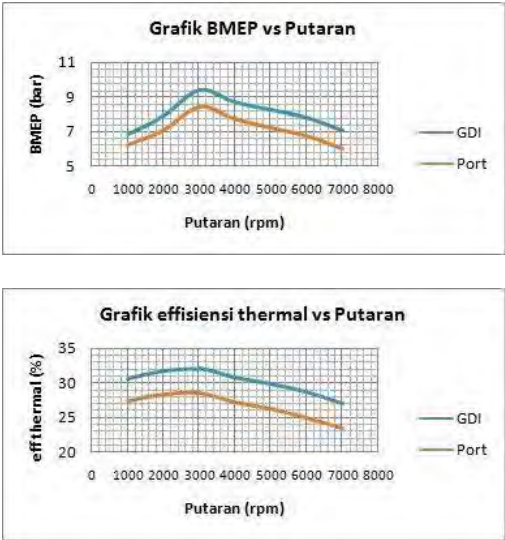 Grafik BMEP vs Putaran
11
9
7
5
BMEP (bar)
0 1000 2000 3000 4000 5000 6000 7000 8000
Putaran (rpm)
GDI
Port
Grafik effisiensi thermal vs Putaran
35
30
25
20
eff thermal (%)
0 1000 2000 3000 4000 5000 6000 7000 8000
Putaran (rpm)
GDI
Port